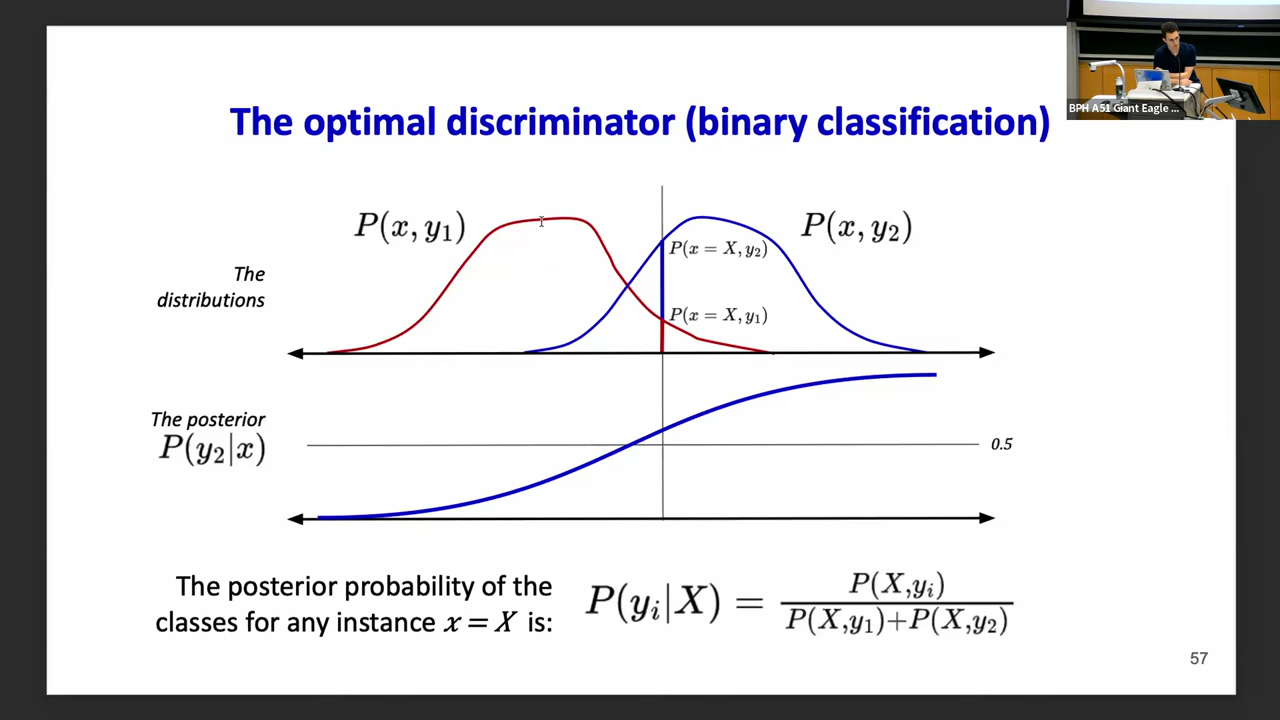 BPH A51 Giant Eagle ...
The optimal discriminator (binary classification)
P(x, y₁)
P(x, y₂)
P(x = X, y₂)
The
distributions
P(x = X, y₁)
The posterior
P(y₂|x)
0.5
The posterior probability of the
classes for any instance x = X is:
P(yᵢ|X) = P(X,yᵢ) / P(X,y₁)+P(X,y₂)
57